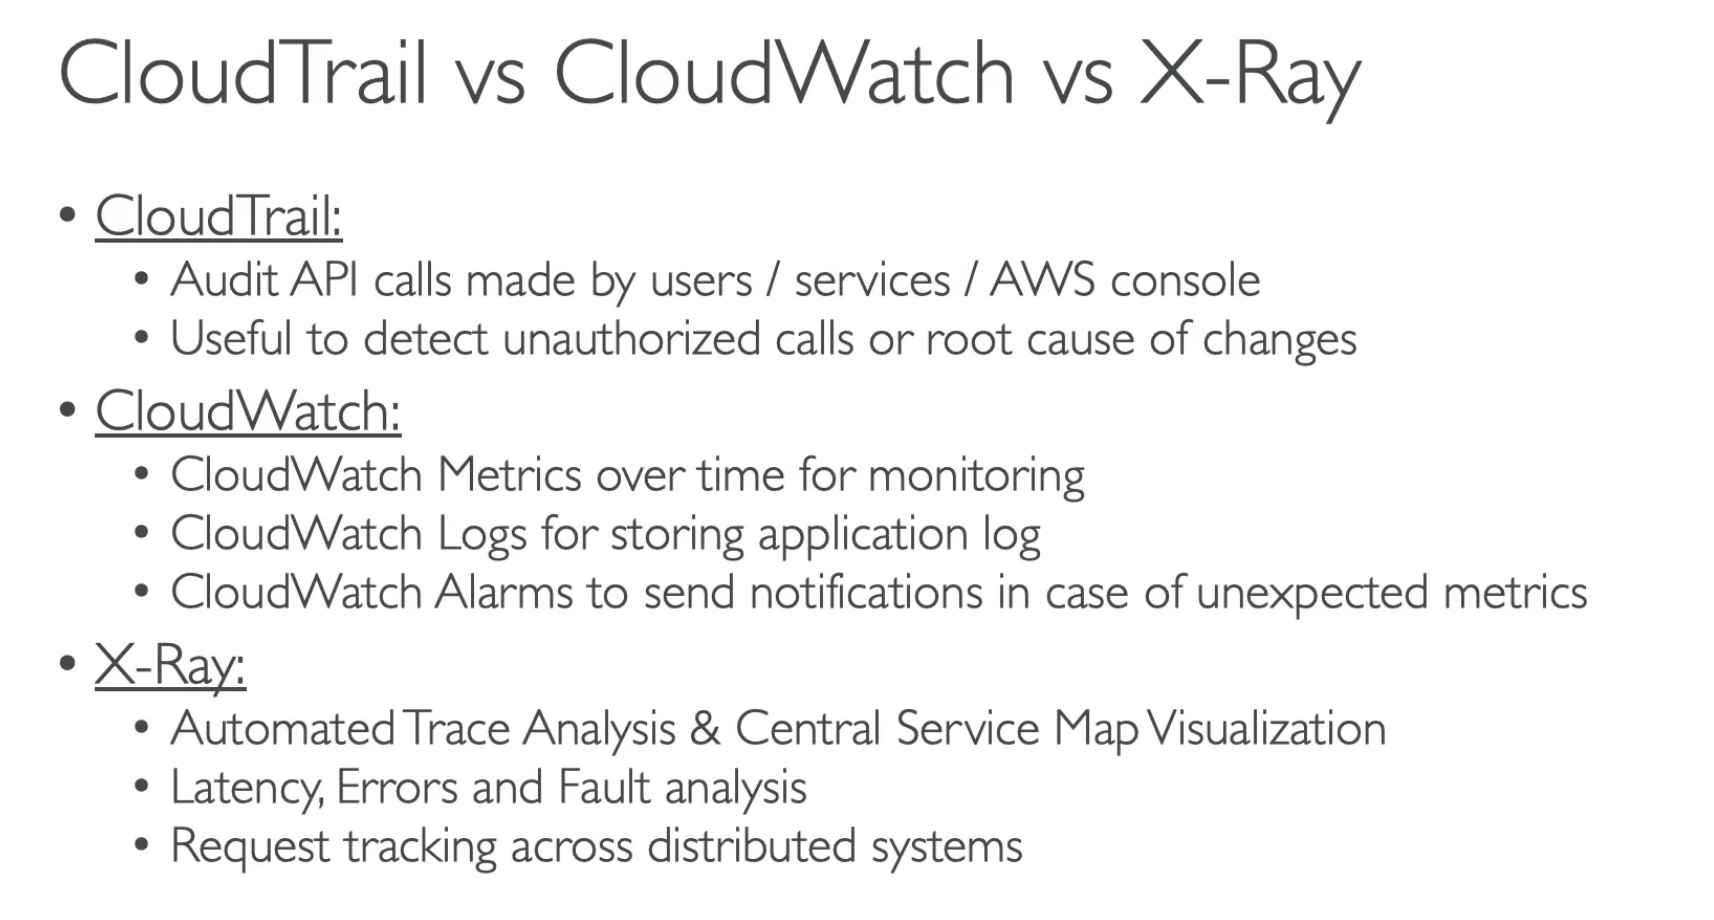 CloudTrail vs CloudWatch vs X-Ray
• CloudTrail:
• Audit API calls made by users / services / AWS console
• Useful to detect unauthorized calls or root cause of changes
• CloudWatch:
• CloudWatch Metrics over time for monitoring
• CloudWatch Logs for storing application log
• CloudWatch Alarms to send notifications in case of unexpected metrics
• X-Ray:
• Automated Trace Analysis & Central Service Map Visualization
• Latency, Errors and Fault analysis
• Request tracking across distributed systems